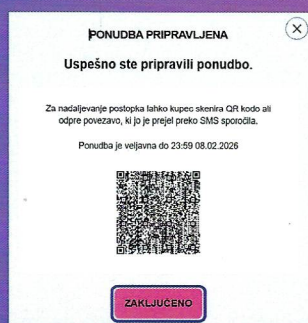 PONUDBA PRIPRAVLJENA
Uspešno ste pripravili ponudbo.
Za nadaljevanje postopka lahko kupec skenira QR kodo ali
odpre povezavo, ki jo je prejel preko SMS sporočila.
Ponudba je veljavna do 23:59 08.02.2026
ZAKLJUČENO